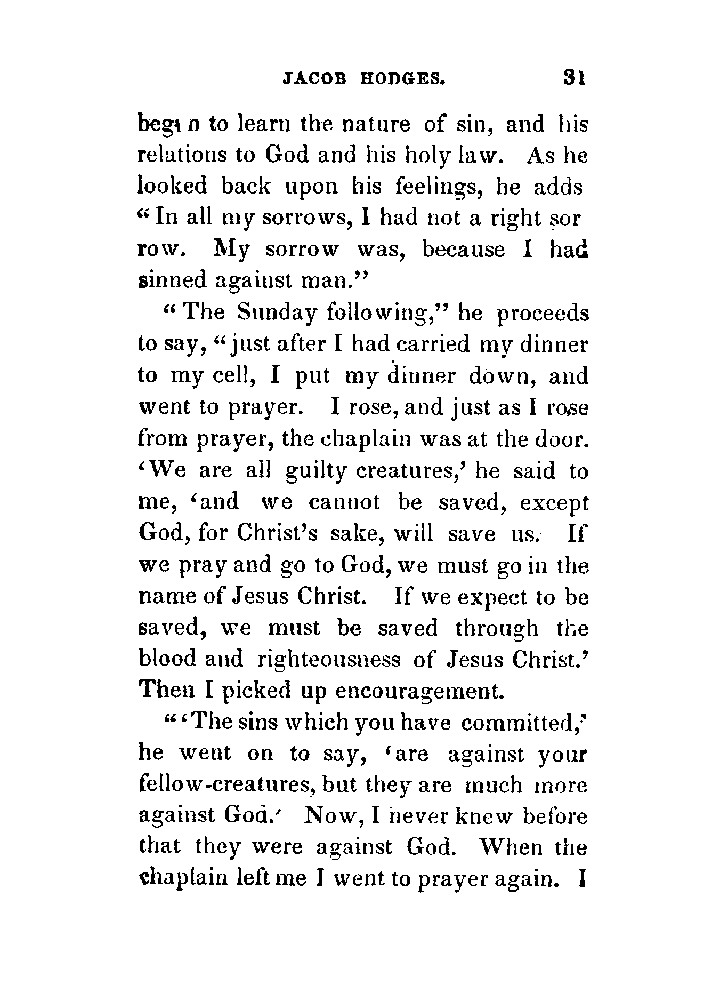 JACOB HODGES. 31
begin to learn the nature of sin, and his
relations to God and his holy law. As he
looked back upon his feelings, he adds
“In all my sorrows, I had not a right sor
row. My sorrow was, because I had
sinned against man.”
“The Sunday following,” he proceeds
to say, “just after I had carried my dinner
to my cell, I put my dinner down, and
went to prayer. I rose, and just as I rose
from prayer, the chaplain was at the door.
‘We are all guilty creatures,’ he said to
me, ‘and we cannot be saved, except
God, for Christ’s sake, will save us. If
we pray and go to God, we must go in the
name of Jesus Christ. If we expect to be
saved, we must be saved through the
blood and righteousness of Jesus Christ.’
Then I picked up encouragement.
“‘The sins which you have committed,’
he went on to say, ‘are against your
fellow-creatures, but they are much more
against God.’ Now, I never knew before
that they were against God. When the
chaplain left me I went to prayer again. I